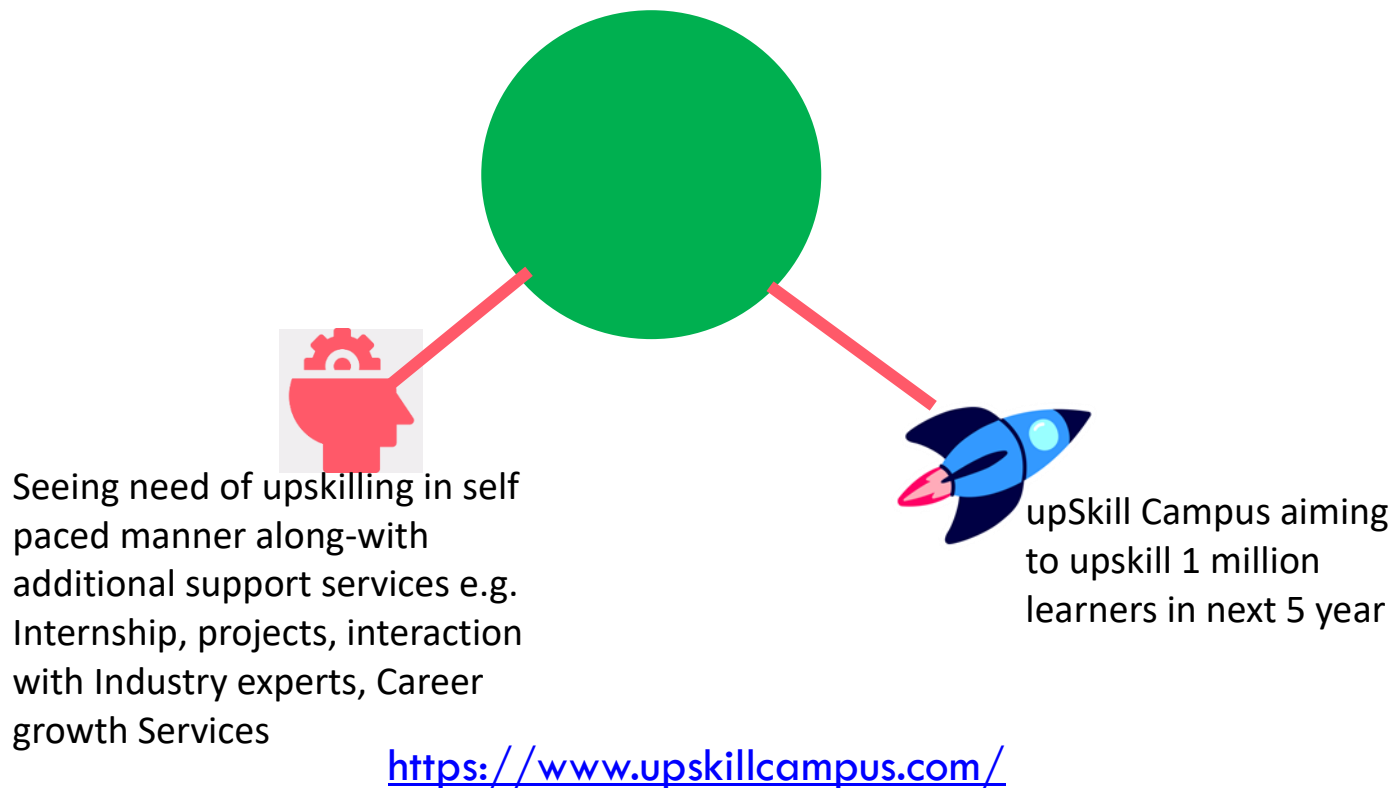 Seeing need of upskilling in self
paced manner along-with
additional support services e.g.
Internship, projects, interaction
with Industry experts, Career
growth Services
upSkill Campus aiming
to upskill 1 million
learners in next 5 year
https://www.upskillcampus.com/